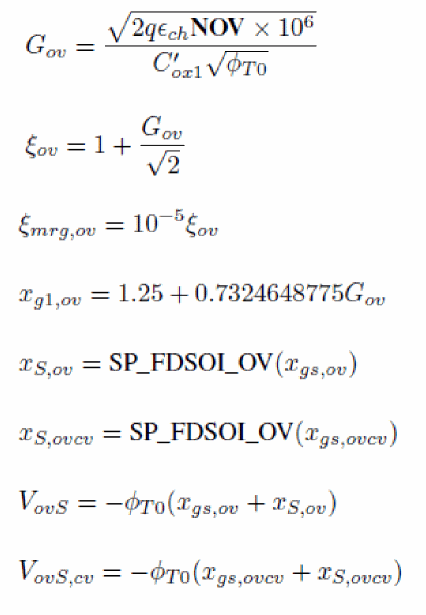 G_{ov} = \frac{\sqrt{2q\epsilon_{ch}\mathbf{NOV} \times 10^{6}}}{C'_{ox1}\sqrt{\phi_{T0}}}
\xi_{ov} = 1 + \frac{G_{ov}}{\sqrt{2}}
\xi_{mrg,ov} = 10^{-5}\xi_{ov}
x_{g1,ov} = 1.25 + 0.7324648775G_{ov}
x_{S,ov} = \text{SP\_FDSOI\_OV}(x_{gs,ov})
x_{S,ovcv} = \text{SP\_FDSOI\_OV}(x_{gs,ovcv})
V_{ovS} = -\phi_{T0}(x_{gs,ov} + x_{S,ov})
V_{ovS,cv} = -\phi_{T0}(x_{gs,ovcv} + x_{S,ovcv})